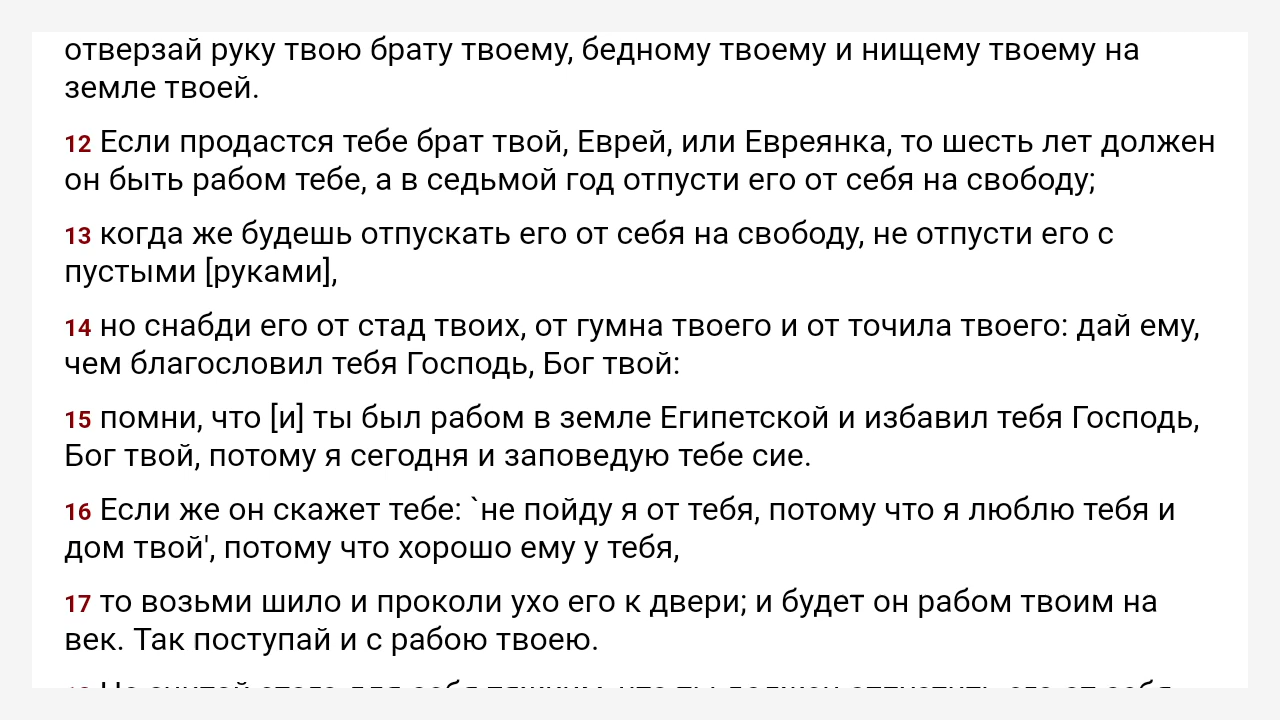 отверзай руку твою брату твоему, бедному твоему и нищему твоему на
земле твоей.
12 Если продастся тебе брат твой, Еврей, или Евреянка, то шесть лет должен
он быть рабом тебе, а в седьмой год отпусти его от себя на свободу;
13 когда же будешь отпускать его от себя на свободу, не отпусти его с
пустыми [руками],
14 но снабди его от стад твоих, от гумна твоего и от точила твоего: дай ему,
чем благословил тебя Господь, Бог твой:
15 помни, что [и] ты был рабом в земле Египетской и избавил тебя Господь,
Бог твой, потому я сегодня и заповедую тебе сие.
16 Если же он скажет тебе: `не пойду я от тебя, потому что я люблю тебя и
дом твой', потому что хорошо ему у тебя,
17 то возьми шило и проколи ухо его к двери; и будет он рабом твоим на
век. Так поступай и с рабою твоею.